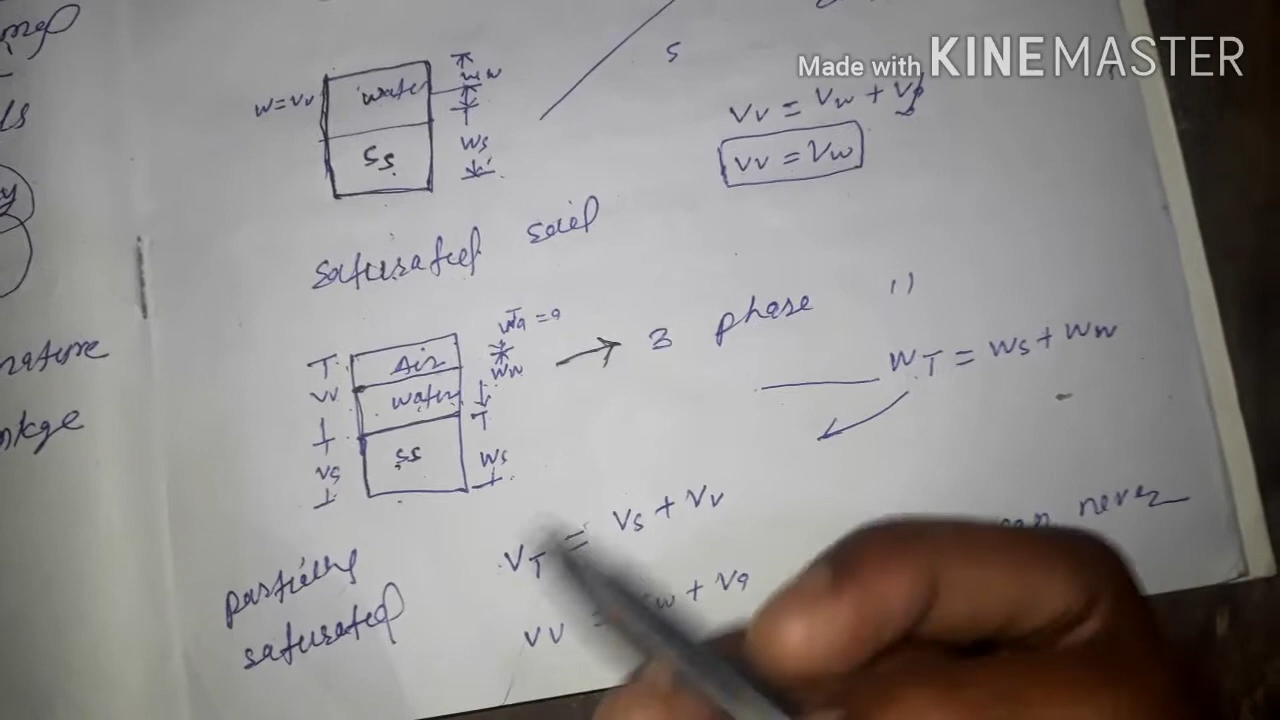 Made with KINEMASTER
ls
nature
nkge
water
Ww
W=Vv
SS
Ws
S
Vv = Vw + Va
Vv = Vw
saturated soil
Wa = 0
T
Air
Ww
Vv
water
T
SS
Vs
Ws
3 phase
WT = Ws + Ww
VT = Vs + Vv
never
Vv = w + Va
partially
saturated